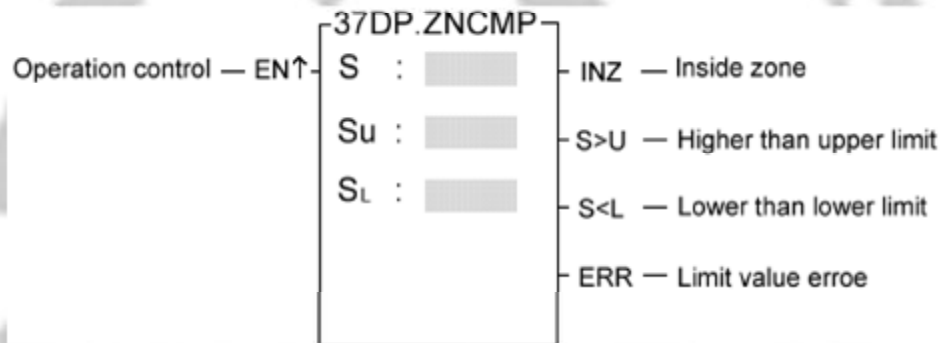 37DP.ZNCMP
Operation control — EN↑ S : INZ — Inside zone
Su : S>U — Higher than upper limit
SL : S<L — Lower than lower limit
ERR — Limit value erroe